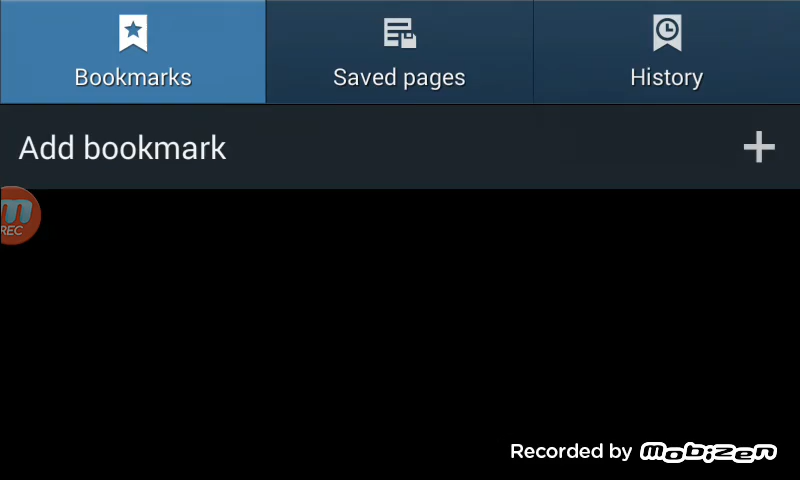 Bookmarks
Saved pages
History
Add bookmark
m
REC
Recorded by mobizen